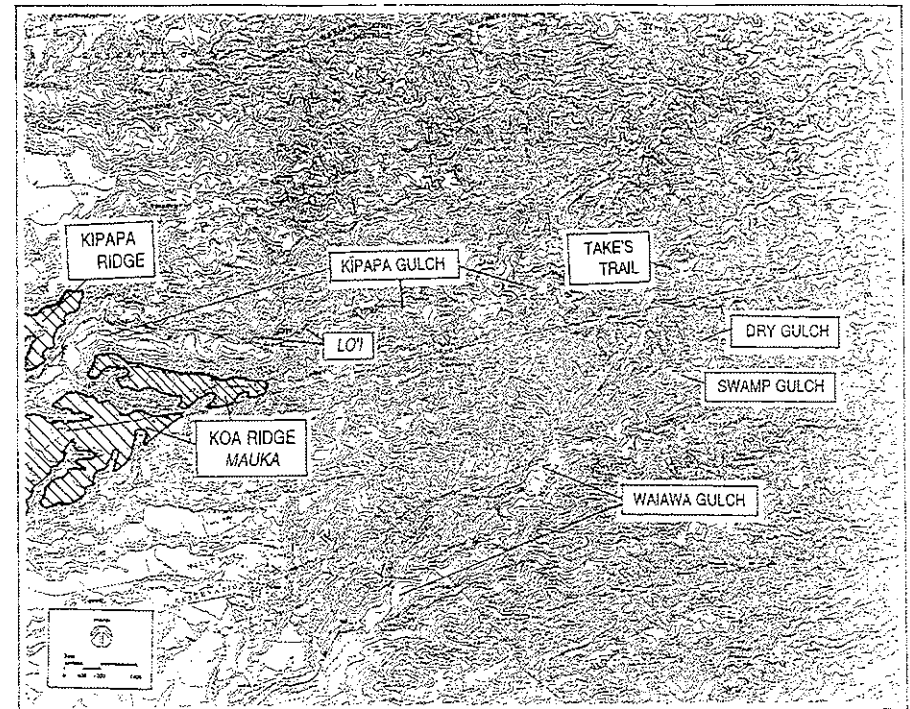 KIPAPA
RIDGE
KĪPAPA GULCH
TAKE'S
TRAIL
LO'I
DRY GULCH
SWAMP GULCH
KOA RIDGE
MAUKA
WAIAWA GULCH